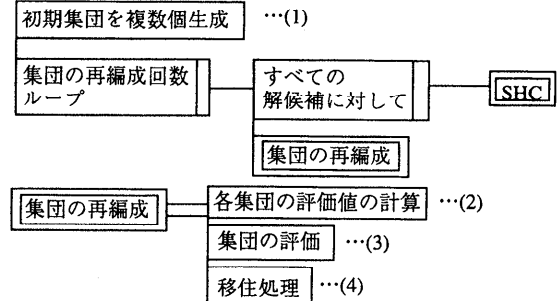 初期集団を複数個生成 …(1)
集団の再編成回数
ループ
すべての
解候補に対して
SHC
集団の再編成
集団の再編成
各集団の評価値の計算 …(2)
集団の評価 …(3)
移住処理 …(4)